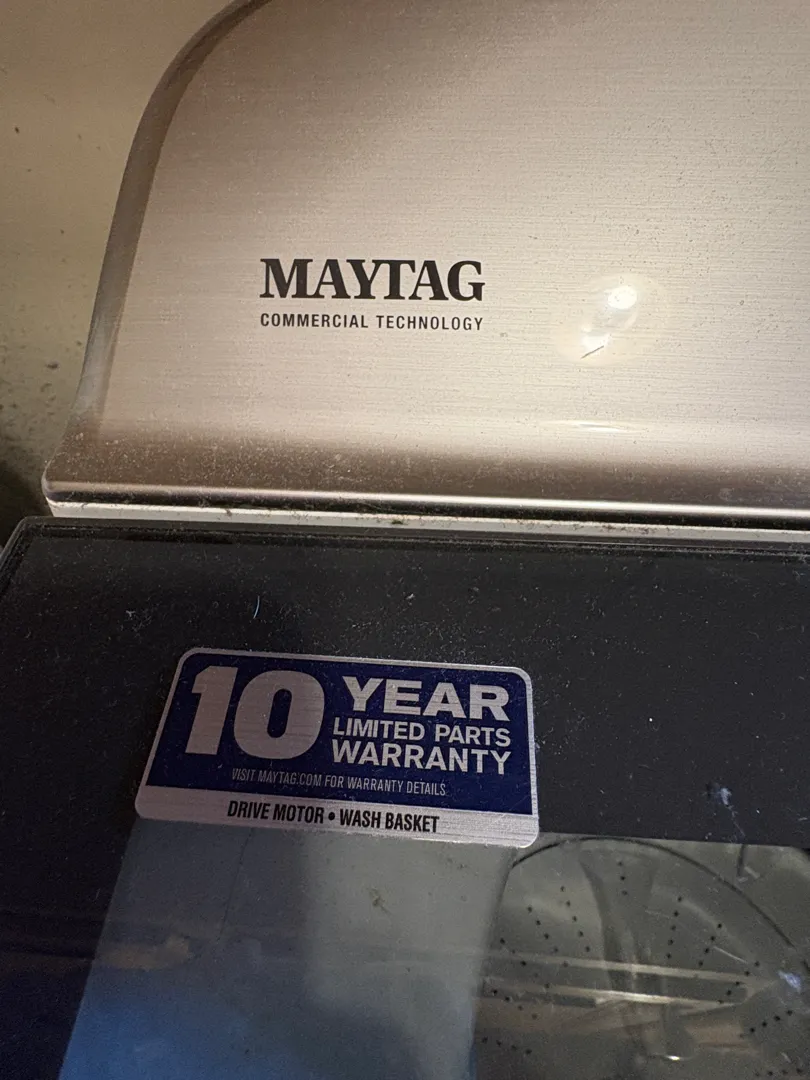 MAYTAG
COMMERCIAL TECHNOLOGY
10 YEAR
LIMITED PARTS
WARRANTY
VISIT MAYTAG.COM FOR WARRANTY DETAILS
DRIVE MOTOR • WASH BASKET